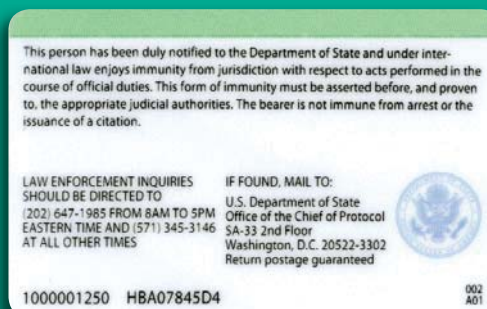 This person has been duly notified to the Department of State and under inter-
national law enjoys immunity from jurisdiction with respect to acts performed in the
course of official duties. This form of immunity must be asserted before, and proven
to, the appropriate judicial authorities. The bearer is not immune from arrest or the
issuance of a citation.
LAW ENFORCEMENT INQUIRIES
SHOULD BE DIRECTED TO
(202) 647-1985 FROM 8AM TO 5PM
EASTERN TIME AND (571) 345-3146
AT ALL OTHER TIMES
IF FOUND, MAIL TO:
U.S. Department of State
Office of the Chief of Protocol
SA-33 2nd Floor
Washington, D.C. 20522-3302
Return postage guaranteed
1000001250 HBA07845D4
002
A01